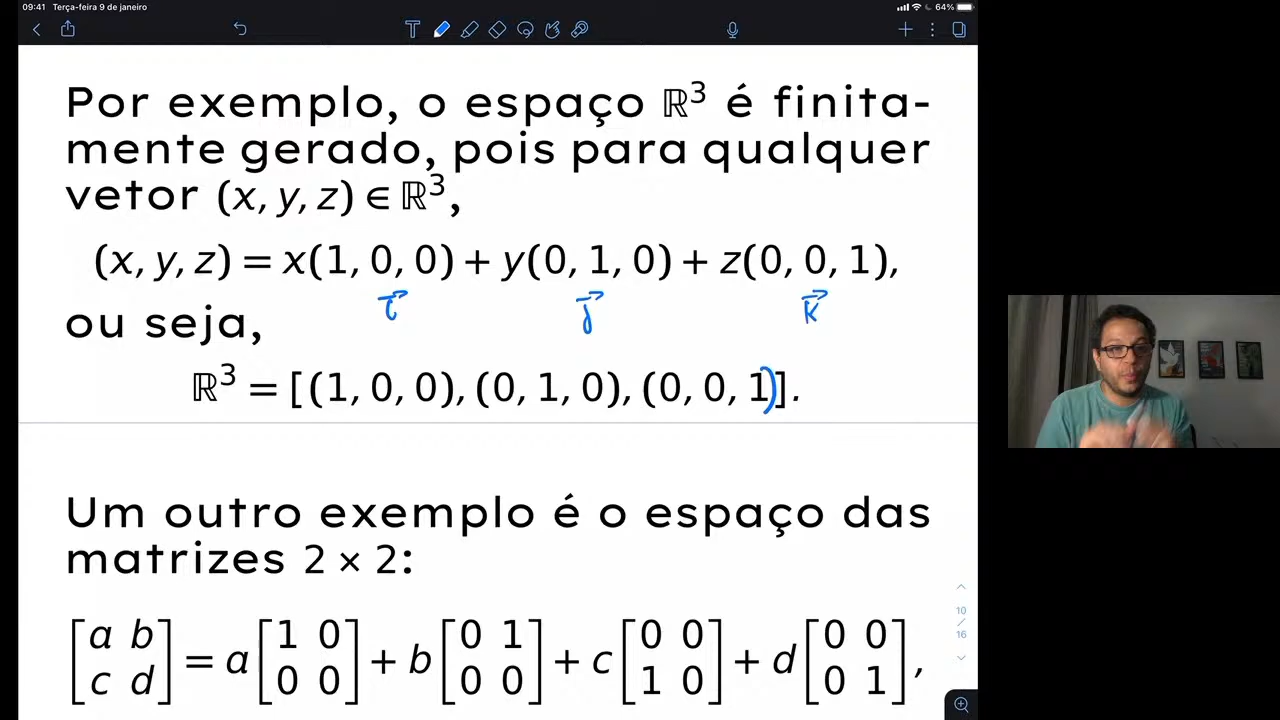 09:41 Terça-feira 9 de janeiro
64%
Por exemplo, o espaço ℝ³ é finita-
mente gerado, pois para qualquer
vetor (x, y, z) ∈ ℝ³,
(x, y, z) = x(1, 0, 0) + y(0, 1, 0) + z(0, 0, 1),
i⃗ j⃗ k⃗
ou seja,
ℝ³ = [(1, 0, 0), (0, 1, 0), (0, 0, 1)].
Um outro exemplo é o espaço das
matrizes 2 × 2:
[a b; c d] = a[1 0; 0 0] + b[0 1; 0 0] + c[0 0; 1 0] + d[0 0; 0 1],
10
/
16